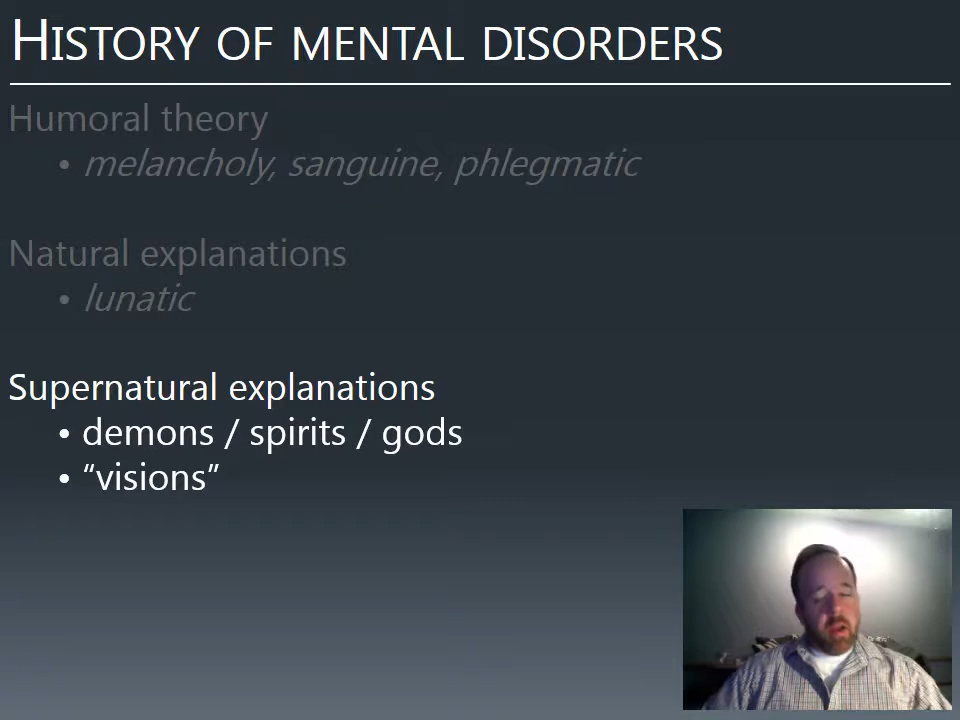 HISTORY OF MENTAL DISORDERS
Humoral theory
• melancholy, sanguine, phlegmatic
Natural explanations
• lunatic
Supernatural explanations
• demons / spirits / gods
• “visions”